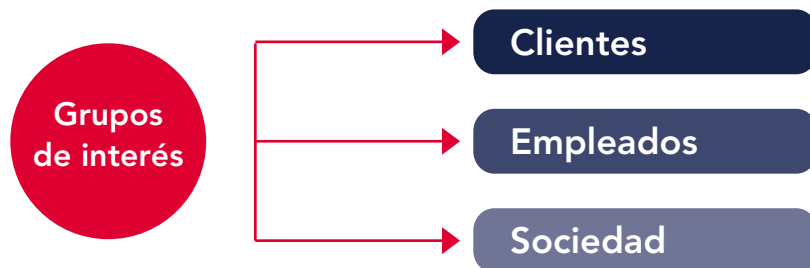 Grupos
de interés
Clientes
Empleados
Sociedad